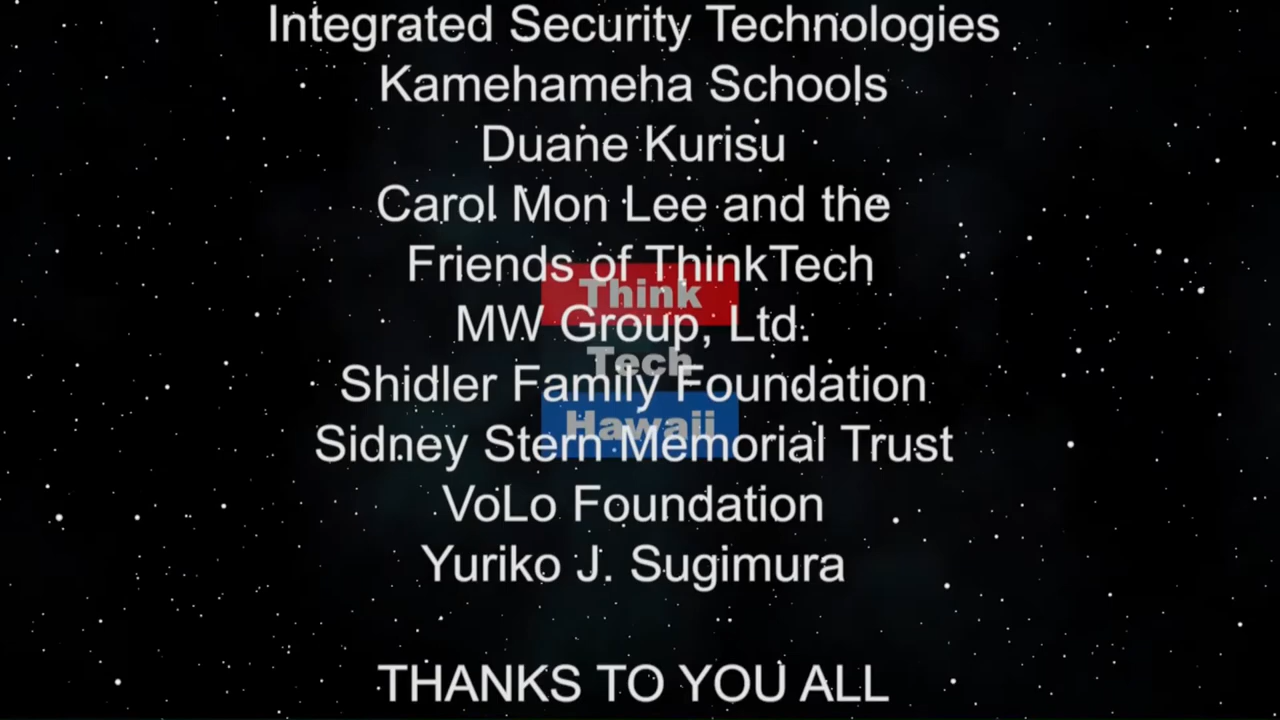 Integrated Security Technologies
Kamehameha Schools
Duane Kurisu
Carol Mon Lee and the
Friends of ThinkTech
Think
MW Group, Ltd.
Tech
Shidler Family Foundation
Hawaii
Sidney Stern Memorial Trust
VoLo Foundation
Yuriko J. Sugimura
THANKS TO YOU ALL